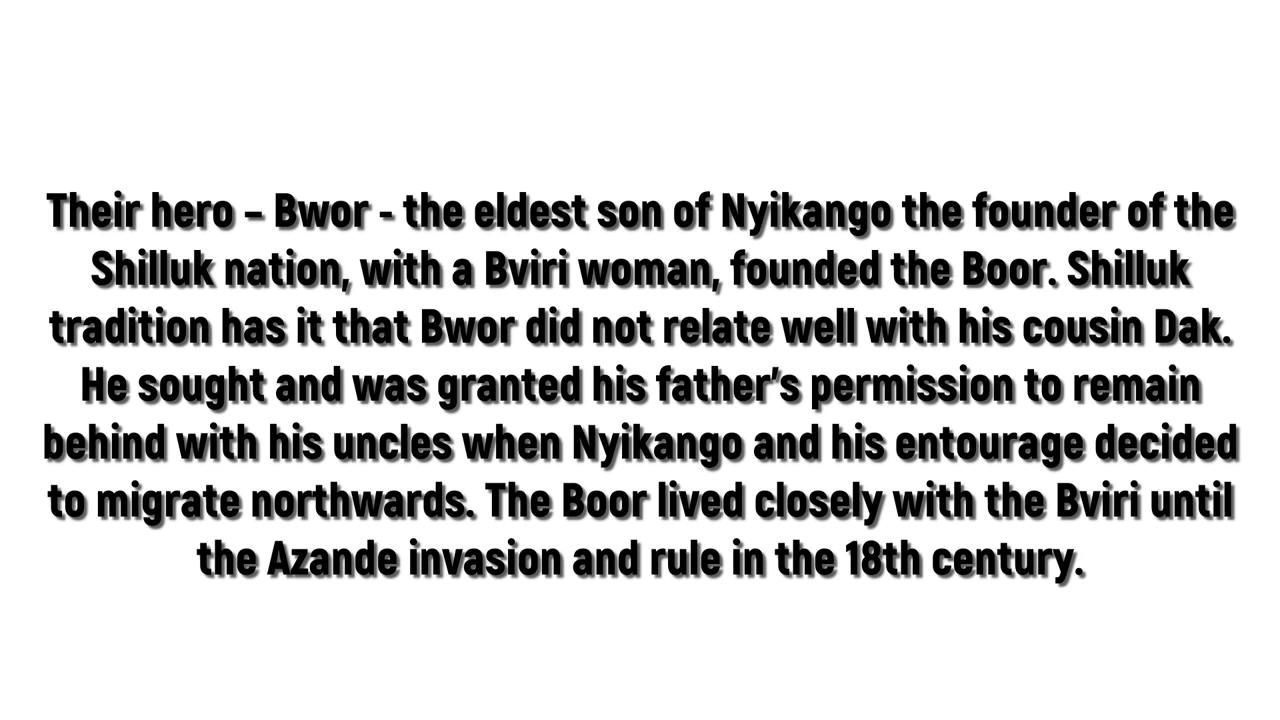 Their hero – Bwor - the eldest son of Nyikango the founder of the
Shilluk nation, with a Bviri woman, founded the Boor. Shilluk
tradition has it that Bwor did not relate well with his cousin Dak.
He sought and was granted his father’s permission to remain
behind with his uncles when Nyikango and his entourage decided
to migrate northwards. The Boor lived closely with the Bviri until
the Azande invasion and rule in the 18th century.